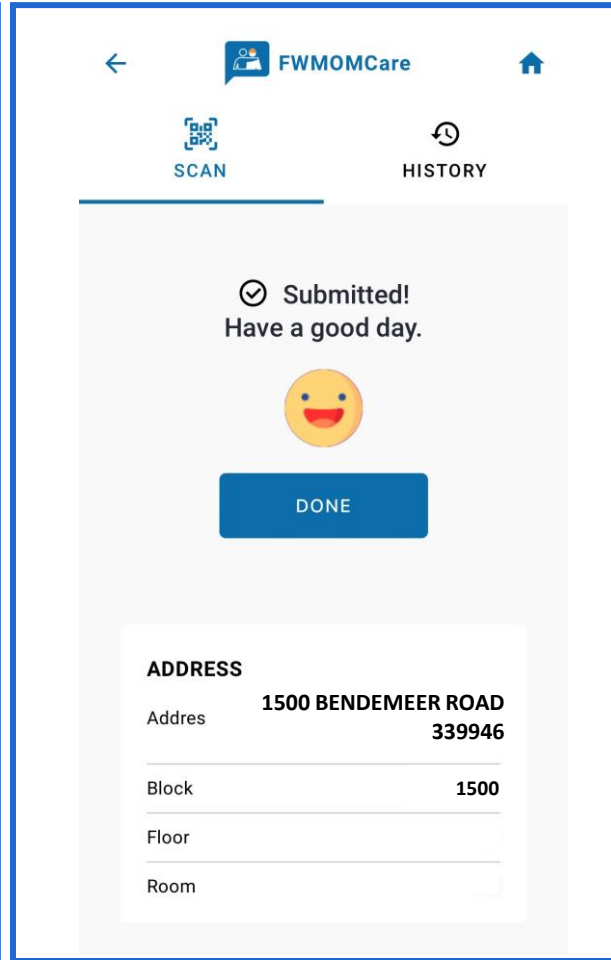 FWMOMCare
SCAN
HISTORY
Submitted!
Have a good day.
DONE
ADDRESS
Addres 1500 BENDEMEER ROAD
339946
Block 1500
Floor
Room